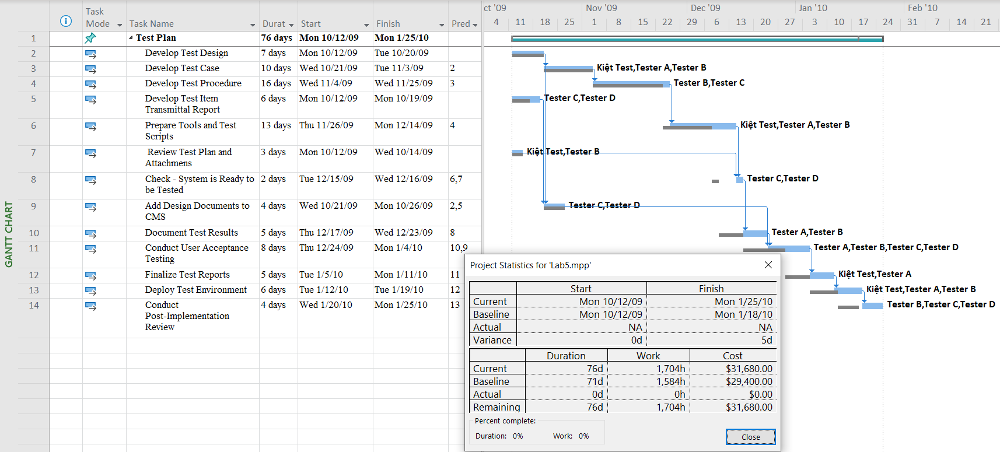 ct '09 Nov '09 Dec '09 Jan '10 Feb '10
Task
Mode Task Name Durat Start Finish Pred 4 11 18 25 1 8 15 22 29 6 13 20 27 3 10 17 24 31 7 14 21
1 Test Plan 76 days Mon 10/12/09 Mon 1/25/10
2 Develop Test Design 7 days Mon 10/12/09 Tue 10/20/09
3 Develop Test Case 10 days Wed 10/21/09 Tue 11/3/09 2 Kiệt Test,Tester A,Tester B
4 Develop Test Procedure 16 days Wed 11/4/09 Wed 11/25/09 3 Tester B,Tester C
5 Develop Test Item 6 days Mon 10/12/09 Mon 10/19/09 Tester C,Tester D
Transmittal Report
6 Prepare Tools and Test 13 days Thu 11/26/09 Mon 12/14/09 4 Kiệt Test,Tester A,Tester B
Scripts
7 Review Test Plan and 3 days Mon 10/12/09 Wed 10/14/09 Kiệt Test,Tester B
Attachmens
8 Check - System is Ready to 2 days Tue 12/15/09 Wed 12/16/09 6,7 Tester C,Tester D
be Tested
9 Add Design Documents to 4 days Wed 10/21/09 Mon 10/26/09 2,5 Tester C,Tester D
CMS
10 Document Test Results 5 days Thu 12/17/09 Wed 12/23/09 8 Tester A,Tester B
11 Conduct User Acceptance 8 days Thu 12/24/09 Mon 1/4/10 10,9 Tester A,Tester B,Tester C,Tester D
Testing
12 Finalize Test Reports 5 days Tue 1/5/10 Mon 1/11/10 11 Kiệt Test,Tester A
13 Deploy Test Environment 6 days Tue 1/12/10 Tue 1/19/10 12 Kiệt Test,Tester A,Tester B
14 Conduct 4 days Wed 1/20/10 Mon 1/25/10 13 Tester B,Tester C,Tester D
Post-Implementation
Review
GANTT CHART
Project Statistics for 'Lab5.mpp'
Start Finish
Current Mon 10/12/09 Mon 1/25/10
Baseline Mon 10/12/09 Mon 1/18/10
Actual NA NA
Variance 0d 5d
Duration Work Cost
Current 76d 1,704h $31,680.00
Baseline 71d 1,584h $29,400.00
Actual 0d 0h $0.00
Remaining 76d 1,704h $31,680.00
Percent complete:
Duration: 0% Work: 0%
Close